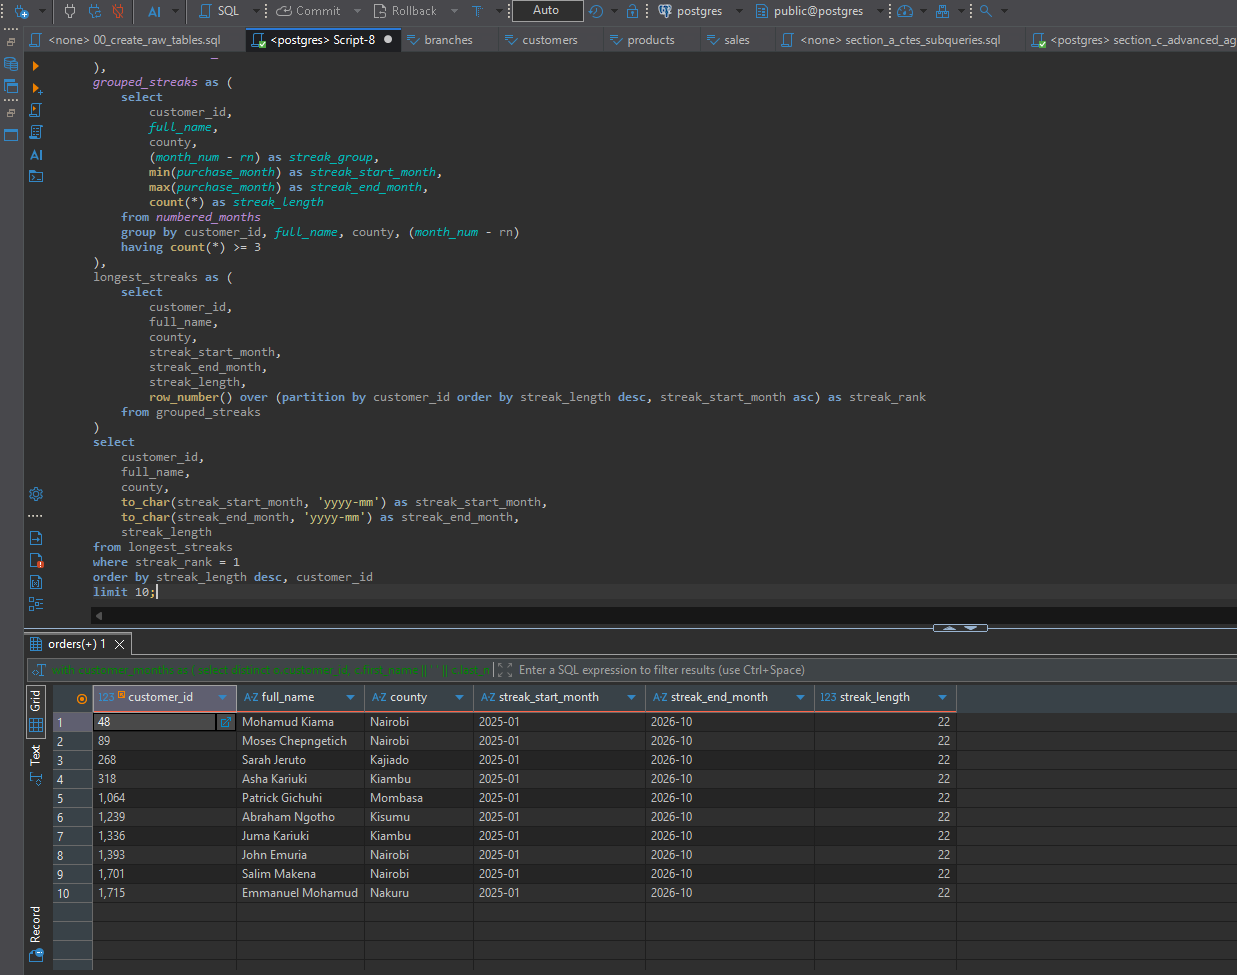 AI SQL Commit Rollback T Auto postgres public@postgres
<none> 00_create_raw_tables.sql <postgres> Script-8 branches customers products sales <none> section_a_ctes_subqueries.sql <postgres> section_c_advanced_ag
),
grouped_streaks as (
select
customer_id,
full_name,
county,
(month_num - rn) as streak_group,
min(purchase_month) as streak_start_month,
max(purchase_month) as streak_end_month,
count(*) as streak_length
from numbered_months
group by customer_id, full_name, county, (month_num - rn)
having count(*) >= 3
),
longest_streaks as (
select
customer_id,
full_name,
county,
streak_start_month,
streak_end_month,
streak_length,
row_number() over (partition by customer_id order by streak_length desc, streak_start_month asc) as streak_rank
from grouped_streaks
)
select
customer_id,
full_name,
county,
to_char(streak_start_month, 'yyyy-mm') as streak_start_month,
to_char(streak_end_month, 'yyyy-mm') as streak_end_month,
streak_length
from longest_streaks
where streak_rank = 1
order by streak_length desc, customer_id
limit 10;
AI
orders(+) 1
with customer_months as ( select distinct o.customer_id, c.first_name || ' ' || c.last_n Enter a SQL expression to filter results (use Ctrl+Space)
Grid
Text
Record
123 customer_id A-Z full_name A-Z county A-Z streak_start_month A-Z streak_end_month 123 streak_length
1 48 Mohamud Kiama Nairobi 2025-01 2026-10 22
2 89 Moses Chepngetich Nairobi 2025-01 2026-10 22
3 268 Sarah Jeruto Kajiado 2025-01 2026-10 22
4 318 Asha Kariuki Kiambu 2025-01 2026-10 22
5 1,064 Patrick Gichuhi Mombasa 2025-01 2026-10 22
6 1,239 Abraham Ngotho Kisumu 2025-01 2026-10 22
7 1,336 Juma Kariuki Kiambu 2025-01 2026-10 22
8 1,393 John Emuria Nairobi 2025-01 2026-10 22
9 1,701 Salim Makena Nairobi 2025-01 2026-10 22
10 1,715 Emmanuel Mohamud Nakuru 2025-01 2026-10 22